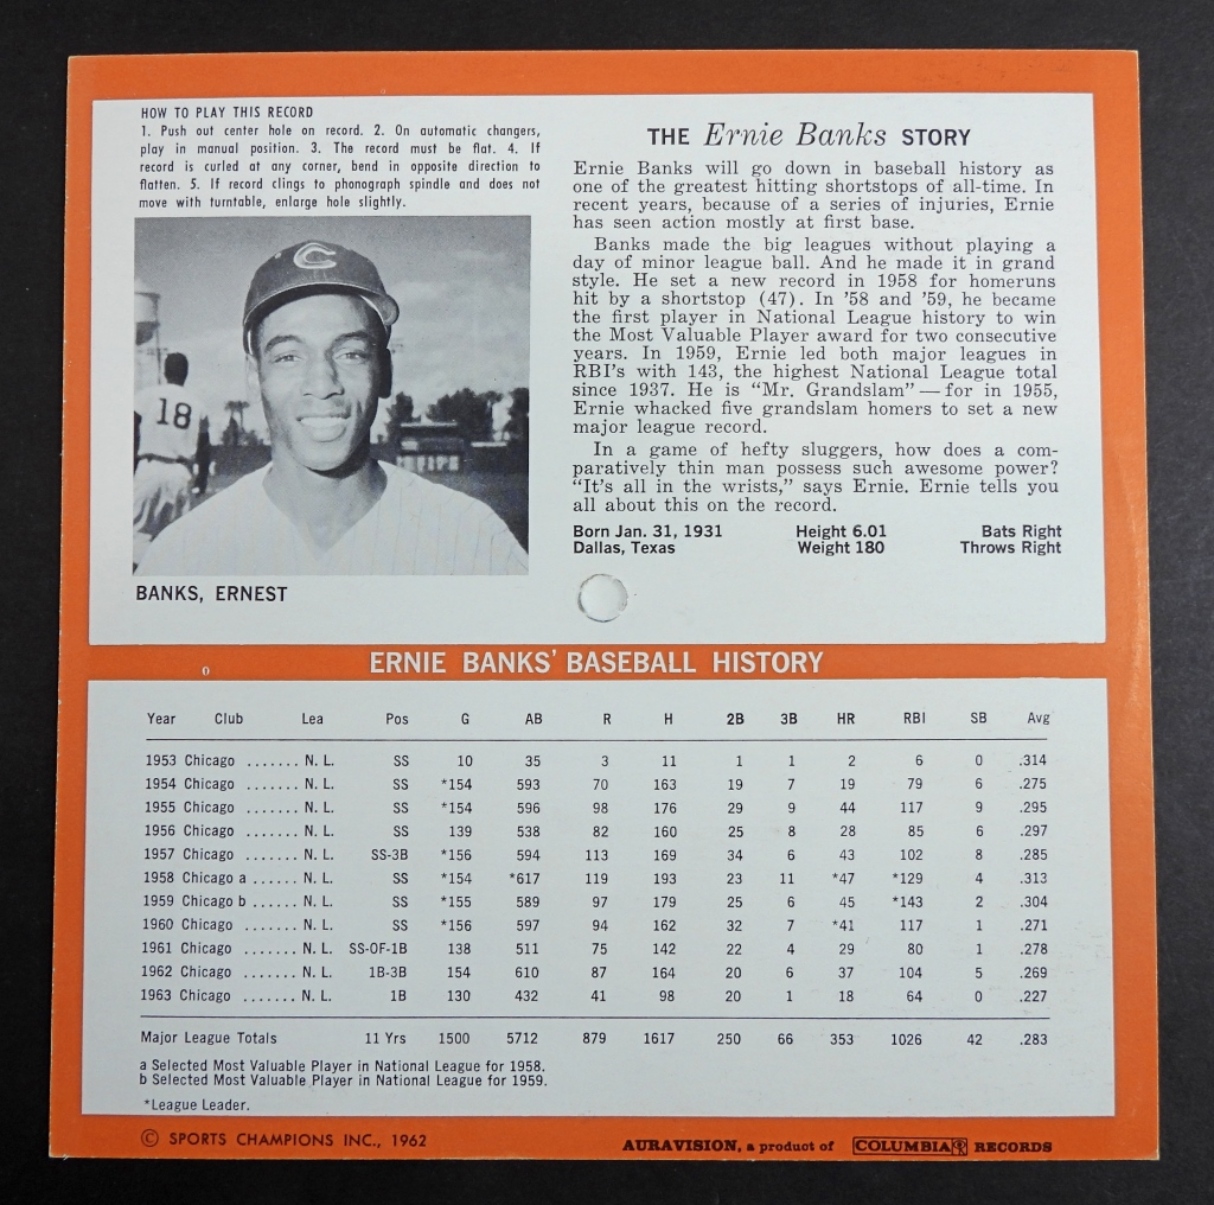 HOW TO PLAY THIS RECORD
1. Push out center hole on record. 2. On automatic changers,
play in manual position. 3. The record must be flat. 4. If
record is curled at any corner, bend in opposite direction to
flatten. 5. If record clings to phonograph spindle and does not
move with turntable, enlarge hole slightly.
C
18
BANKS, ERNEST
THE Ernie Banks STORY
Ernie Banks will go down in baseball history as
one of the greatest hitting shortstops of all-time. In
recent years, because of a series of injuries, Ernie
has seen action mostly at first base.
Banks made the big leagues without playing a
day of minor league ball. And he made it in grand
style. He set a new record in 1958 for homeruns
hit by a shortstop (47). In '58 and '59, he became
the first player in National League history to win
the Most Valuable Player award for two consecutive
years. In 1959, Ernie led both major leagues in
RBI's with 143, the highest National League total
since 1937. He is “Mr. Grandslam” — for in 1955,
Ernie whacked five grandslam homers to set a new
major league record.
In a game of hefty sluggers, how does a com-
paratively thin man possess such awesome power?
“It's all in the wrists,” says Ernie. Ernie tells you
all about this on the record.
Born Jan. 31, 1931 Height 6.01 Bats Right
Dallas, Texas Weight 180 Throws Right
0
ERNIE BANKS' BASEBALL HISTORY
Year Club Lea Pos G AB R H 2B 3B HR RBI SB Avg
1953 Chicago ....... N. L. SS 10 35 3 11 1 1 2 6 0 .314
1954 Chicago ....... N. L. SS *154 593 70 163 19 7 19 79 6 .275
1955 Chicago ....... N. L. SS *154 596 98 176 29 9 44 117 9 .295
1956 Chicago ....... N. L. SS 139 538 82 160 25 8 28 85 6 .297
1957 Chicago ....... N. L. SS-3B *156 594 113 169 34 6 43 102 8 .285
1958 Chicago a ...... N. L. SS *154 *617 119 193 23 11 *47 *129 4 .313
1959 Chicago b ...... N. L. SS *155 589 97 179 25 6 45 *143 2 .304
1960 Chicago ....... N. L. SS *156 597 94 162 32 7 *41 117 1 .271
1961 Chicago ....... N. L. SS-OF-1B 138 511 75 142 22 4 29 80 1 .278
1962 Chicago ....... N. L. 1B-3B 154 610 87 164 20 6 37 104 5 .269
1963 Chicago ....... N. L. 1B 130 432 41 98 20 1 18 64 0 .227
Major League Totals 11 Yrs 1500 5712 879 1617 250 66 353 1026 42 .283
a Selected Most Valuable Player in National League for 1958.
b Selected Most Valuable Player in National League for 1959.
*League Leader.
© SPORTS CHAMPIONS INC., 1962
AURAVISION, a product of COLUMBIA RECORDS